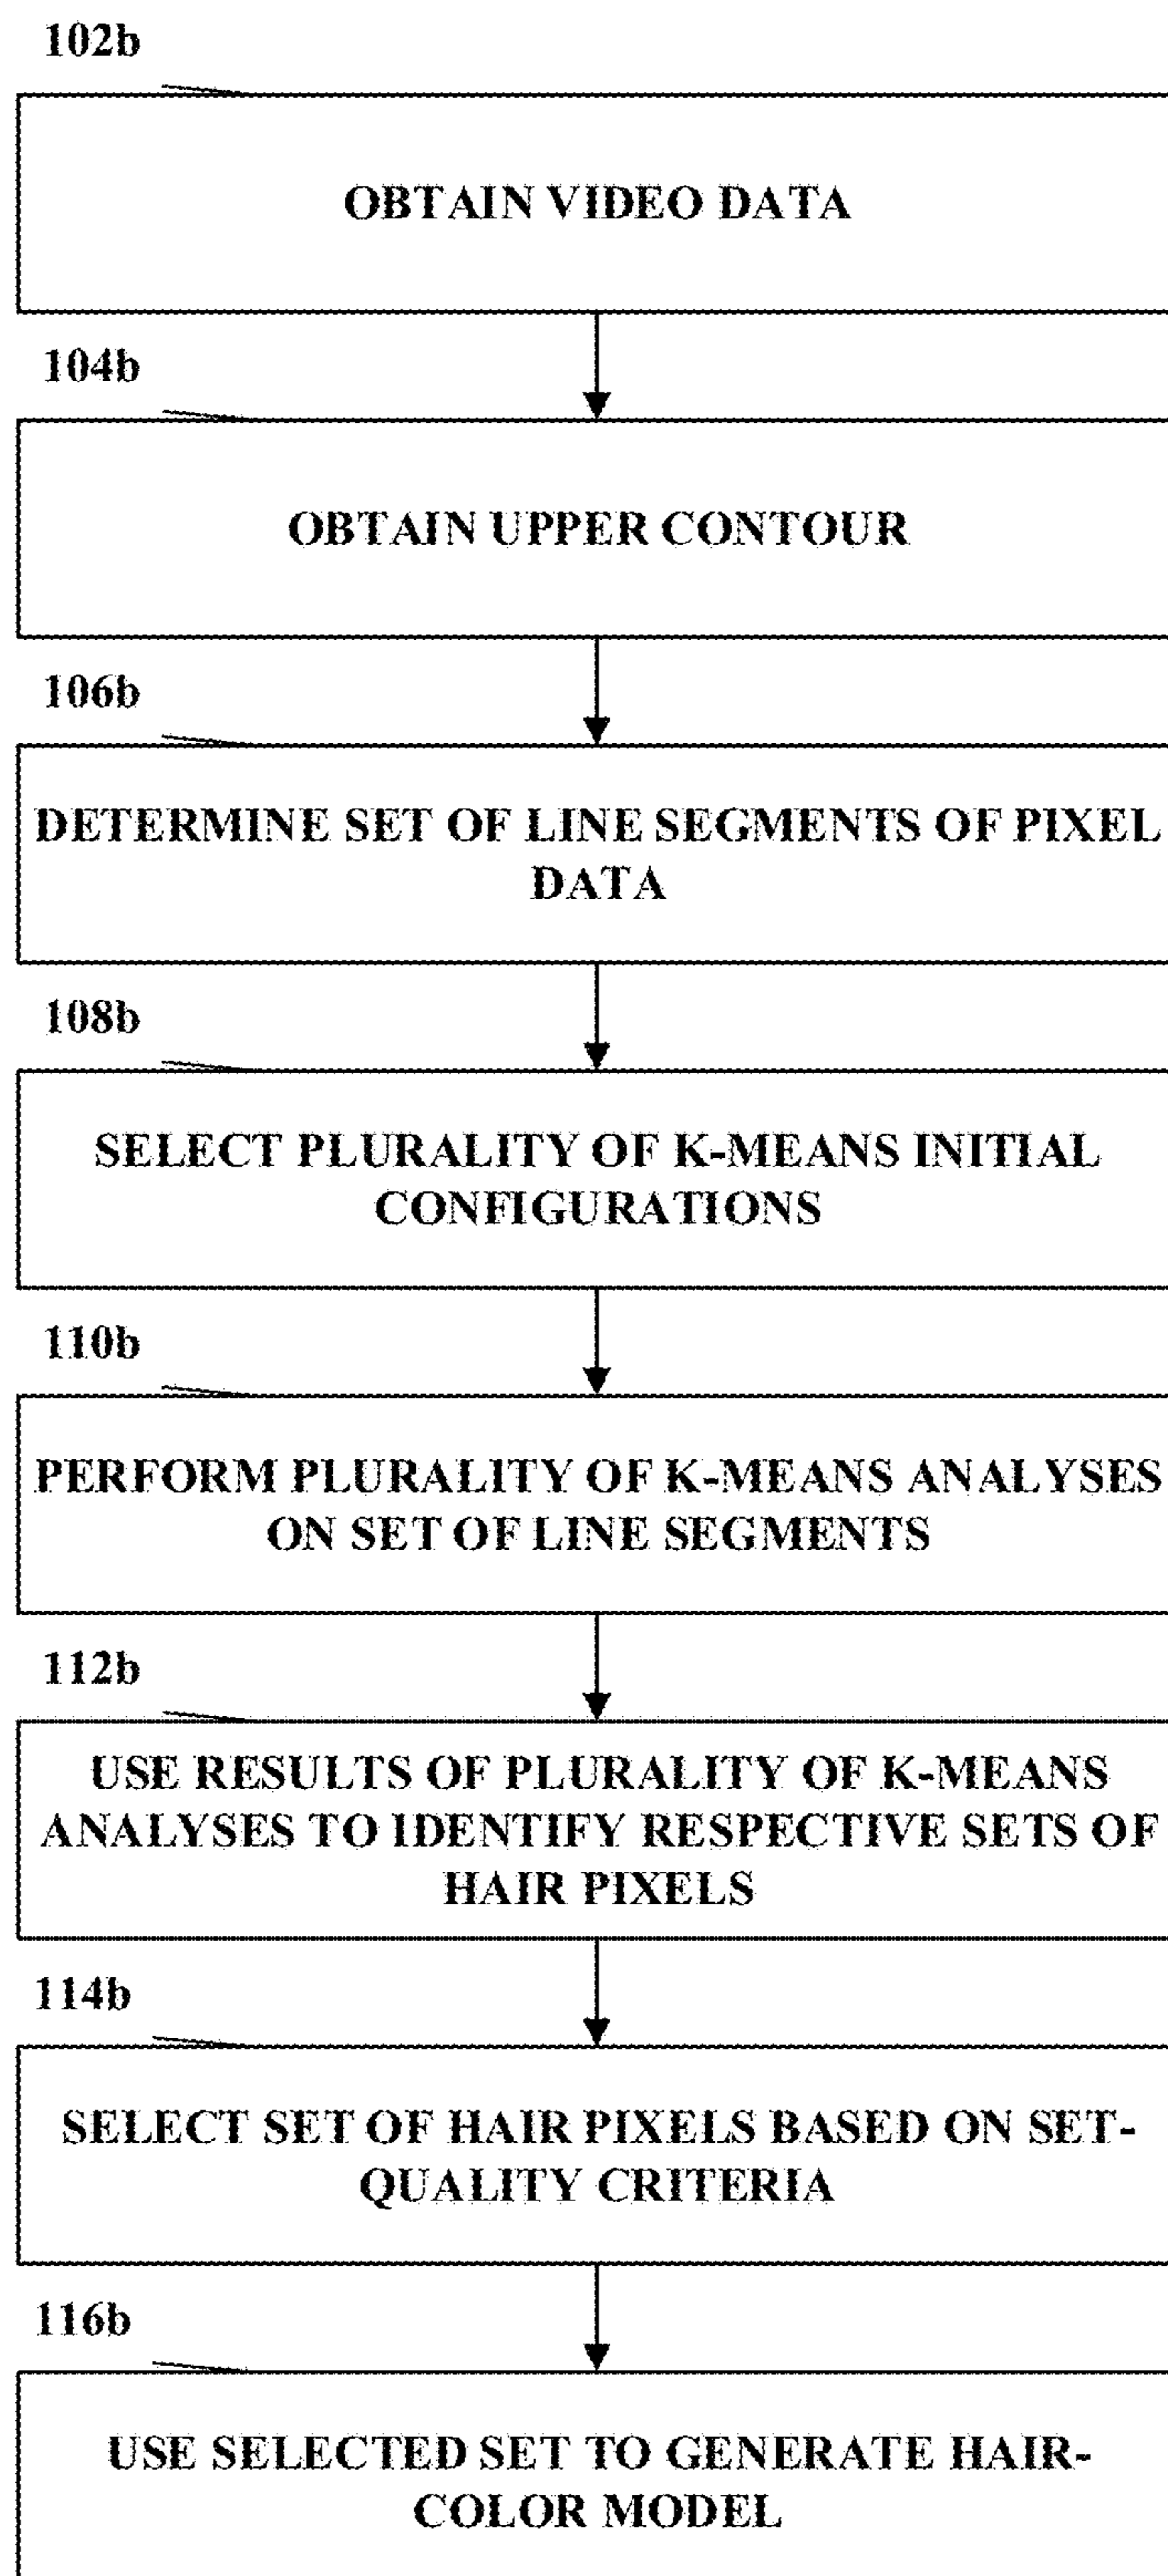 102b
OBTAIN VIDEO DATA
104b
OBTAIN UPPER CONTOUR
106b
DETERMINE SET OF LINE SEGMENTS OF PIXEL
DATA
108b
SELECT PLURALITY OF K-MEANS INITIAL
CONFIGURATIONS
110b
PERFORM PLURALITY OF K-MEANS ANALYSES
ON SET OF LINE SEGMENTS
112b
USE RESULTS OF PLURALITY OF K-MEANS
ANALYSES TO IDENTIFY RESPECTIVE SETS OF
HAIR PIXELS
114b
SELECT SET OF HAIR PIXELS BASED ON SET-
QUALITY CRITERIA
116b
USE SELECTED SET TO GENERATE HAIR-
COLOR MODEL